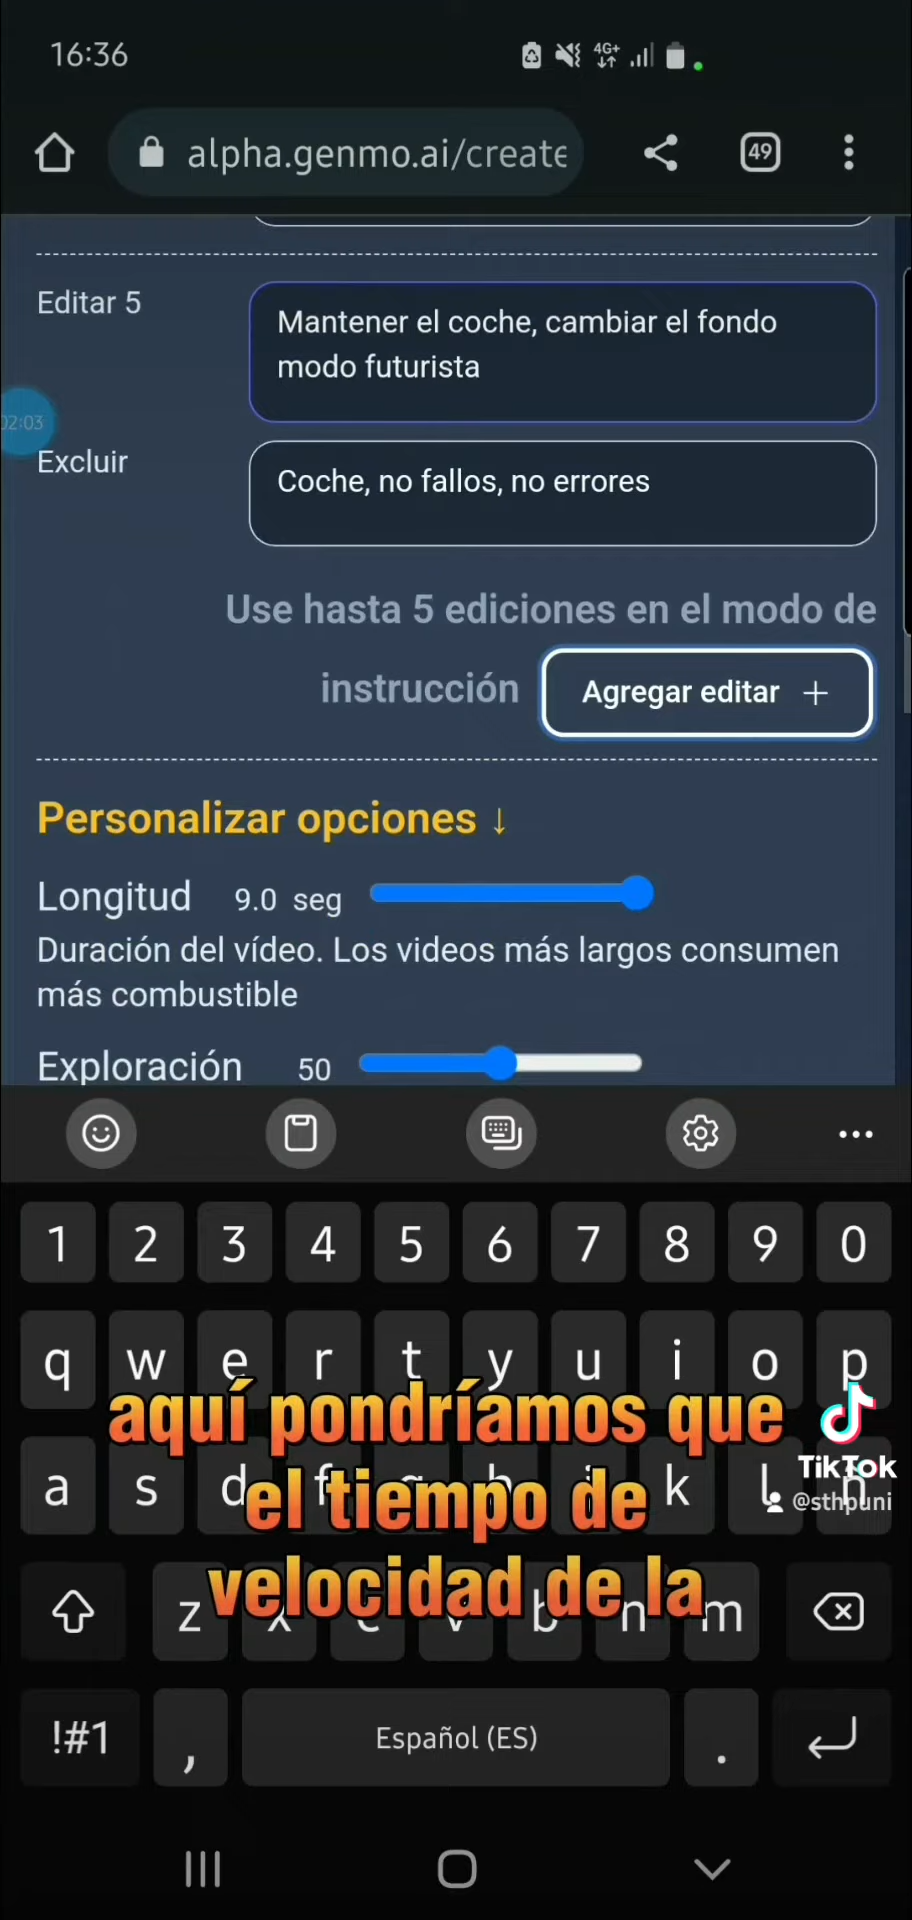 16:36
4G+
alpha.genmo.ai/create
49
Editar 5
Mantener el coche, cambiar el fondo
modo futurista
02:03
Excluir
Coche, no fallos, no errores
Use hasta 5 ediciones en el modo de
instrucción
Agregar editar +
Personalizar opciones ↓
Longitud 9.0 seg
Duración del vídeo. Los videos más largos consumen
más combustible
Exploración 50
1 2 3 4 5 6 7 8 9 0
q w e r t y u i o p
aquí pondríamos que
TikTok
a s d f g h j k l ñ
el tiempo de
@sthpuni
velocidad de la
z x c v b n m
!#1 , Español (ES) .